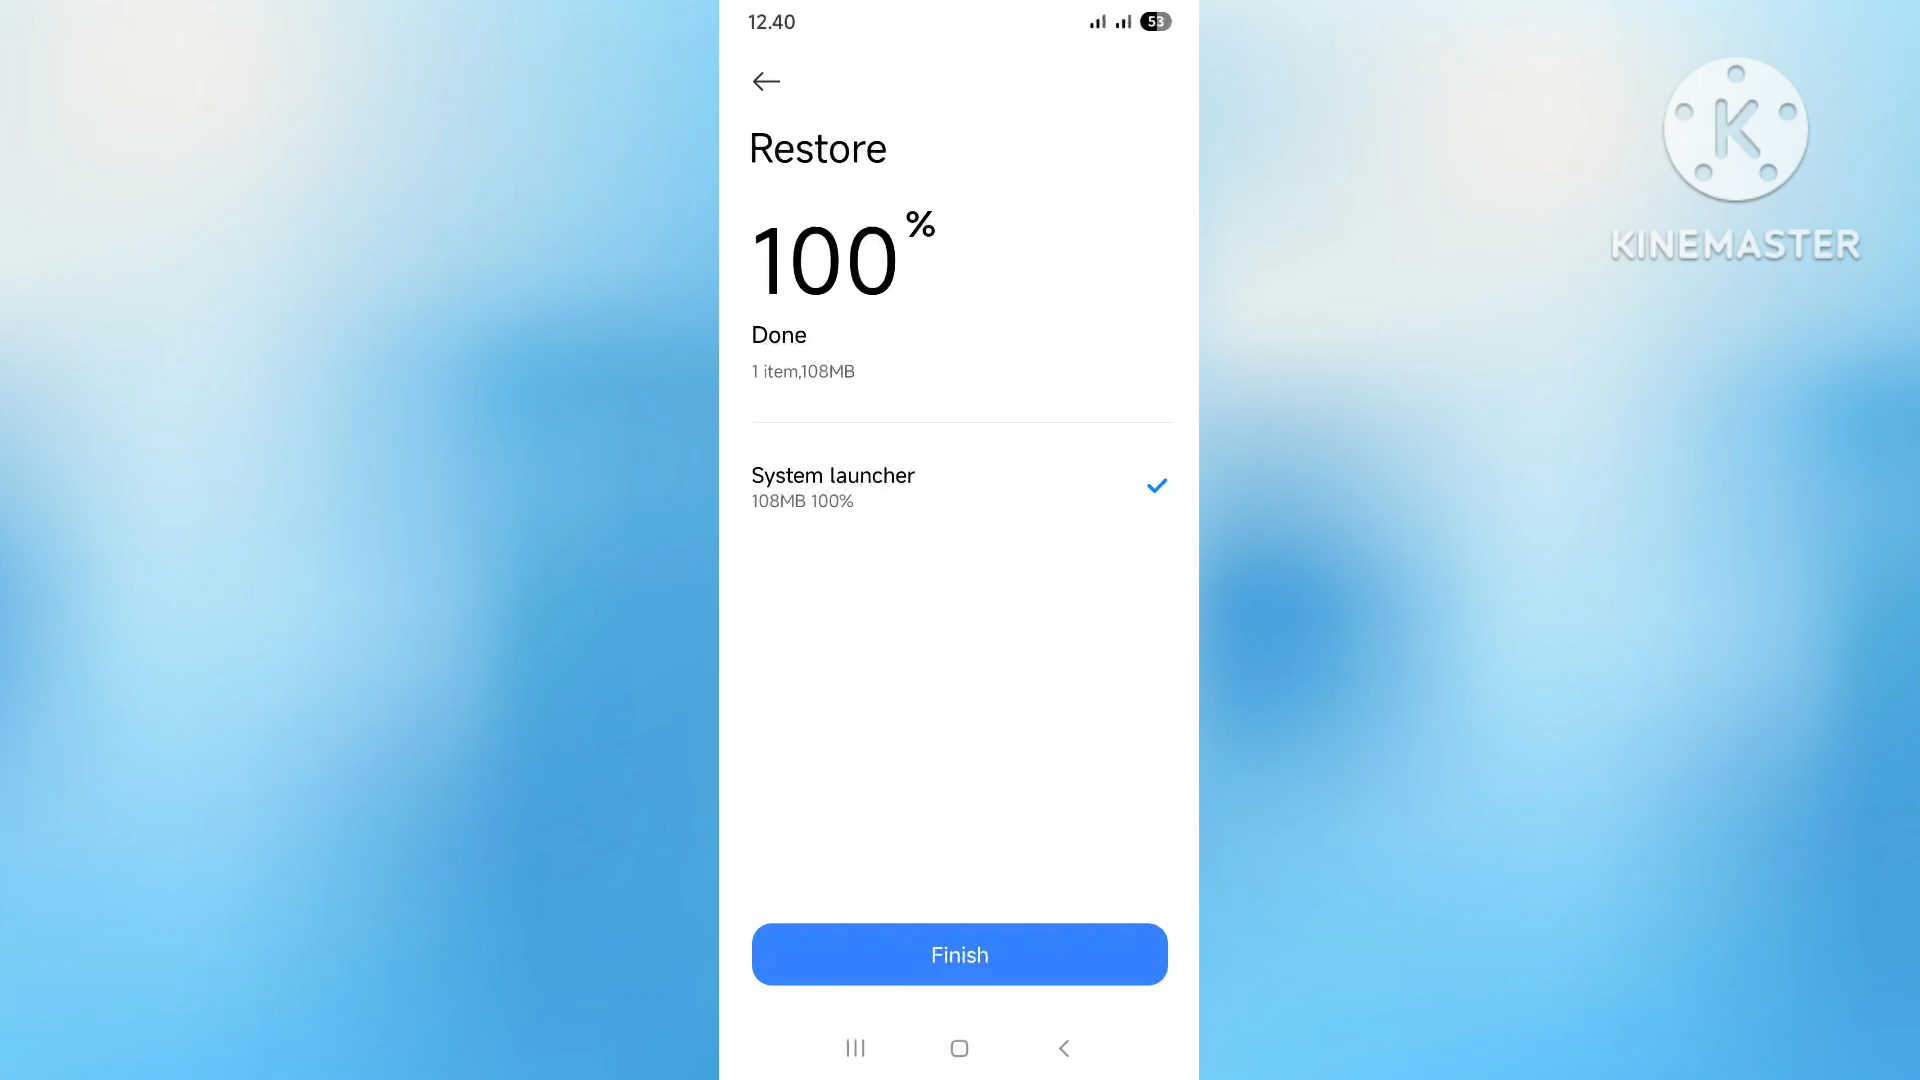 12.40
53
Restore
100%
Done
1 item,108MB
System launcher
108MB 100%
Finish
K
KINEMASTER